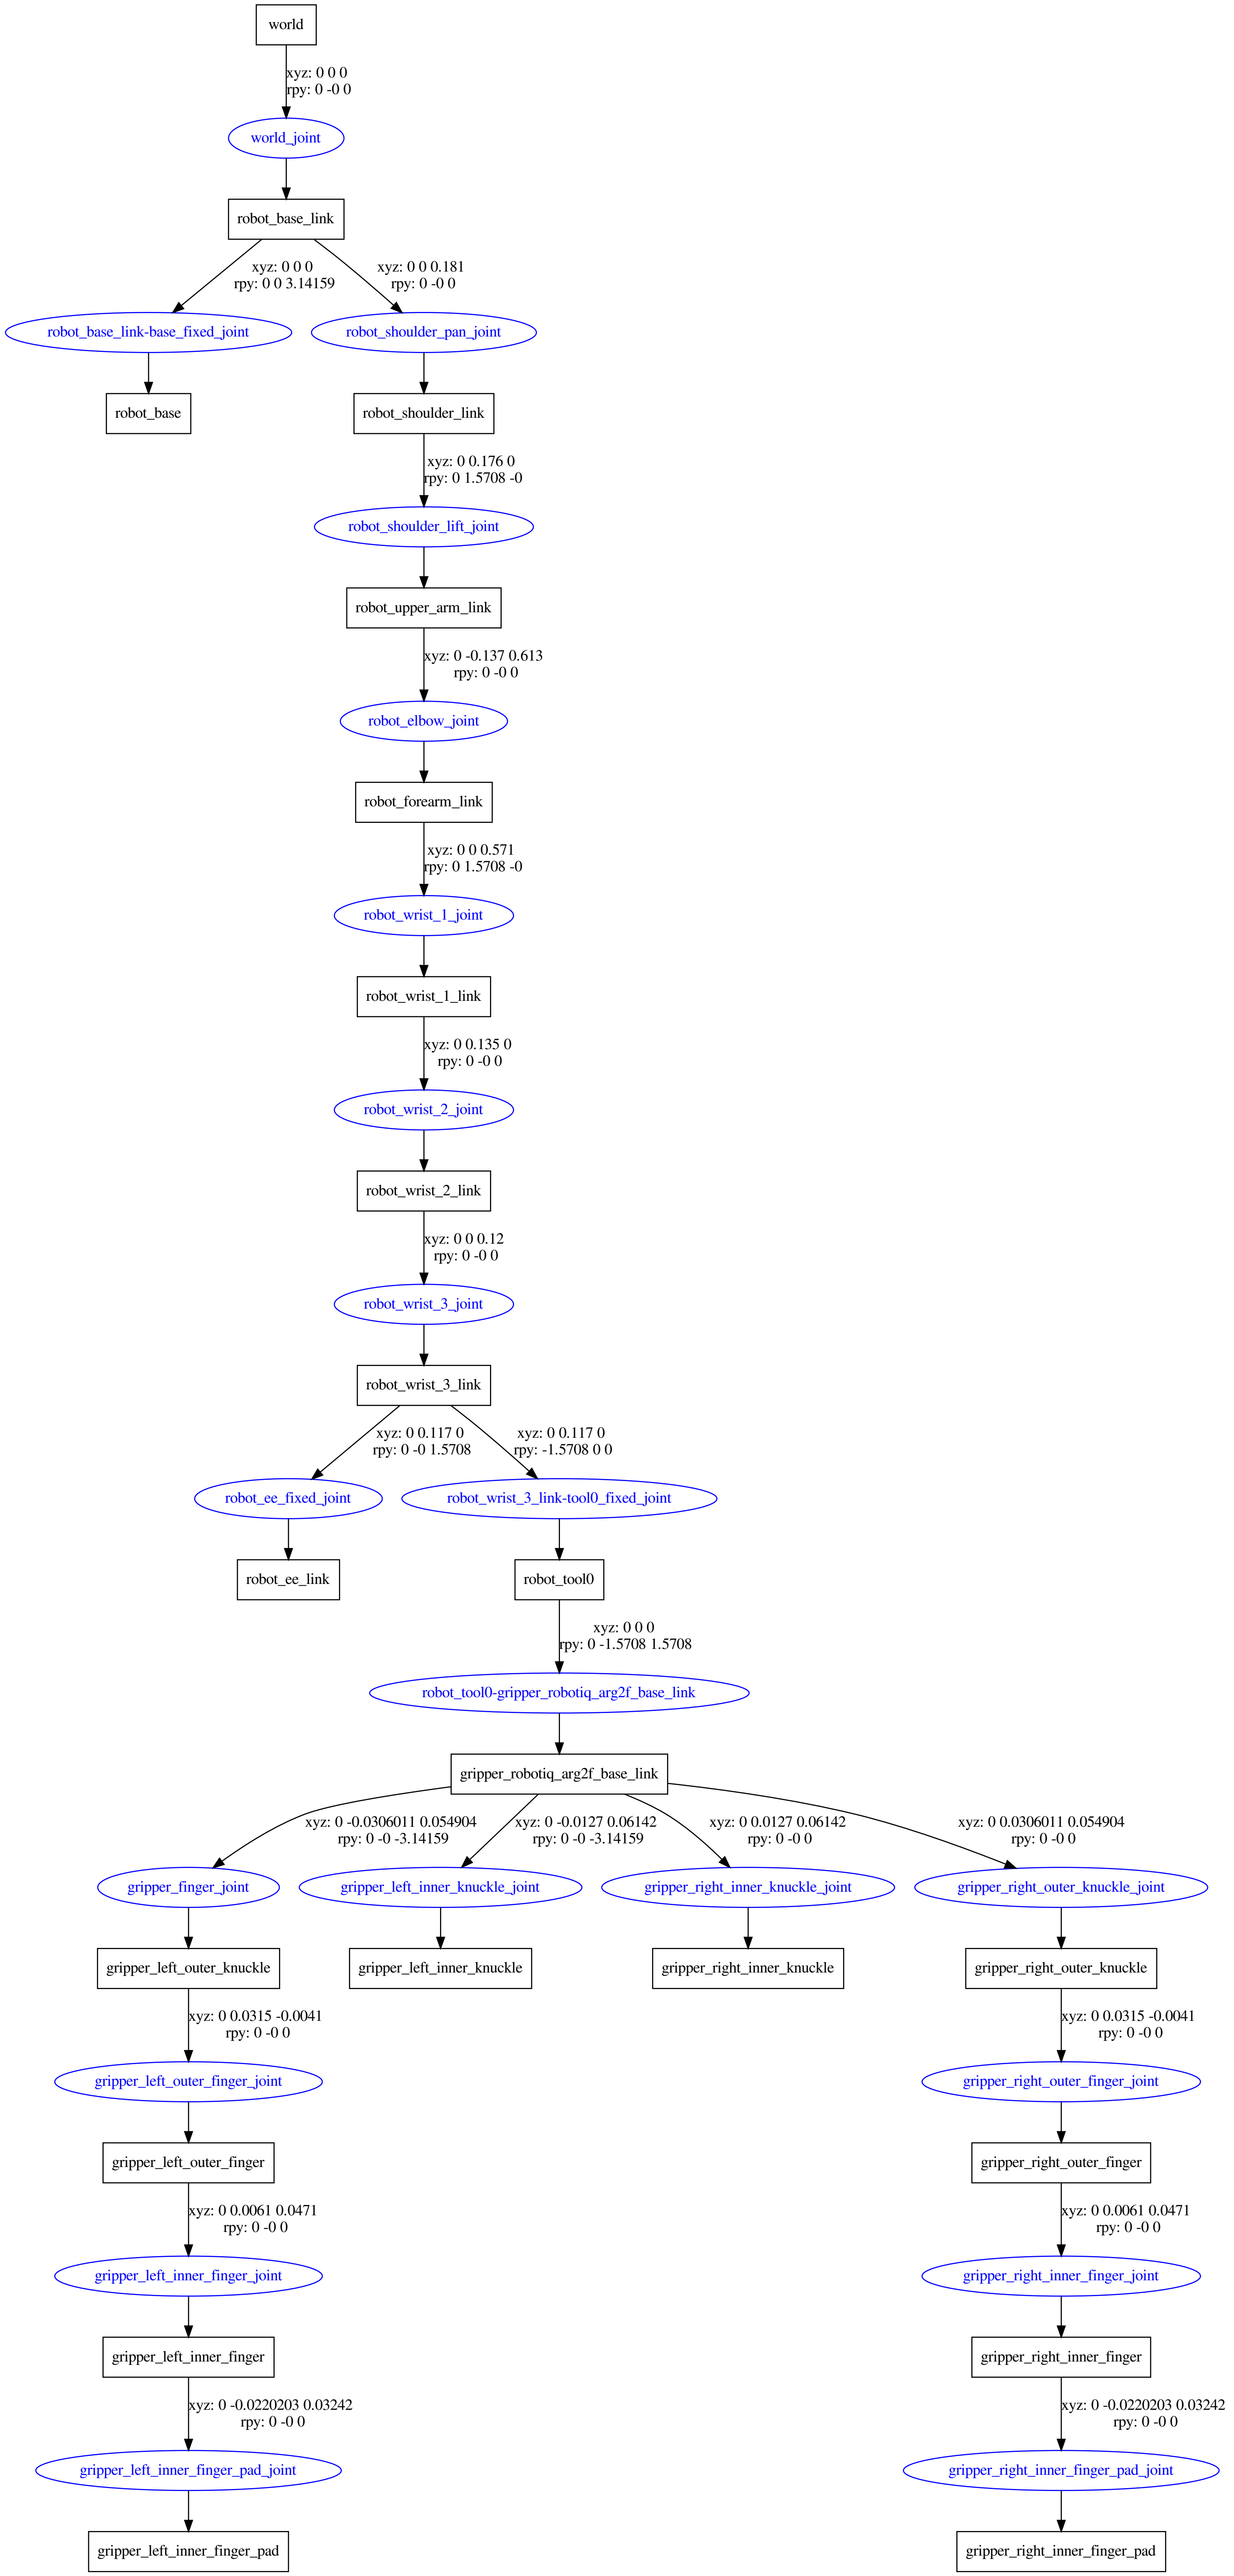 world
xyz: 0 0 0
rpy: 0 -0 0
world_joint
robot_base_link
xyz: 0 0 0
rpy: 0 0 3.14159
xyz: 0 0 0.181
rpy: 0 -0 0
robot_base_link-base_fixed_joint
robot_shoulder_pan_joint
robot_base
robot_shoulder_link
xyz: 0 0.176 0
rpy: 0 1.5708 -0
robot_shoulder_lift_joint
robot_upper_arm_link
xyz: 0 -0.137 0.613
rpy: 0 -0 0
robot_elbow_joint
robot_forearm_link
xyz: 0 0 0.571
rpy: 0 1.5708 -0
robot_wrist_1_joint
robot_wrist_1_link
xyz: 0 0.135 0
rpy: 0 -0 0
robot_wrist_2_joint
robot_wrist_2_link
xyz: 0 0 0.12
rpy: 0 -0 0
robot_wrist_3_joint
robot_wrist_3_link
xyz: 0 0.117 0
rpy: 0 -0 1.5708
xyz: 0 0.117 0
rpy: -1.5708 0 0
robot_ee_fixed_joint
robot_wrist_3_link-tool0_fixed_joint
robot_ee_link
robot_tool0
xyz: 0 0 0
rpy: 0 -1.5708 1.5708
robot_tool0-gripper_robotiq_arg2f_base_link
gripper_robotiq_arg2f_base_link
xyz: 0 -0.0306011 0.054904
rpy: 0 -0 -3.14159
xyz: 0 -0.0127 0.06142
rpy: 0 -0 -3.14159
xyz: 0 0.0127 0.06142
rpy: 0 -0 0
xyz: 0 0.0306011 0.054904
rpy: 0 -0 0
gripper_finger_joint
gripper_left_inner_knuckle_joint
gripper_right_inner_knuckle_joint
gripper_right_outer_knuckle_joint
gripper_left_outer_knuckle
gripper_left_inner_knuckle
gripper_right_inner_knuckle
gripper_right_outer_knuckle
xyz: 0 0.0315 -0.0041
rpy: 0 -0 0
xyz: 0 0.0315 -0.0041
rpy: 0 -0 0
gripper_left_outer_finger_joint
gripper_right_outer_finger_joint
gripper_left_outer_finger
gripper_right_outer_finger
xyz: 0 0.0061 0.0471
rpy: 0 -0 0
xyz: 0 0.0061 0.0471
rpy: 0 -0 0
gripper_left_inner_finger_joint
gripper_right_inner_finger_joint
gripper_left_inner_finger
gripper_right_inner_finger
xyz: 0 -0.0220203 0.03242
rpy: 0 -0 0
xyz: 0 -0.0220203 0.03242
rpy: 0 -0 0
gripper_left_inner_finger_pad_joint
gripper_right_inner_finger_pad_joint
gripper_left_inner_finger_pad
gripper_right_inner_finger_pad